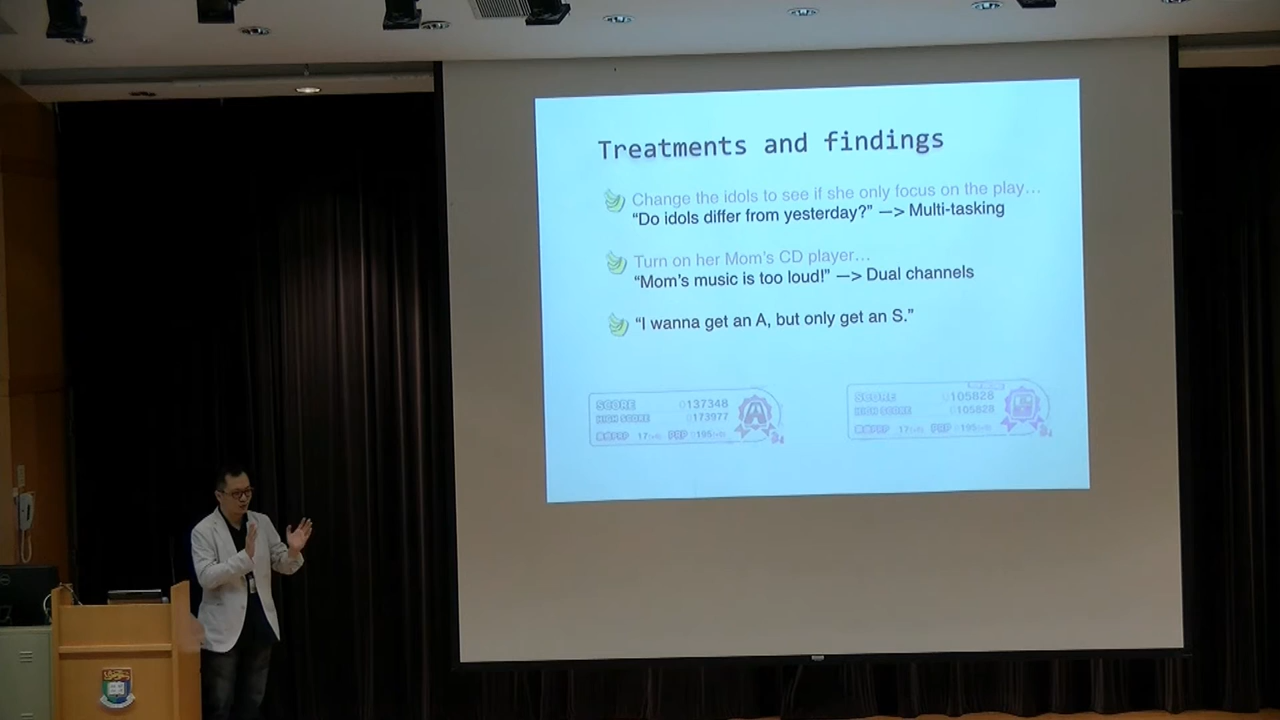 Treatments and findings
Change the idols to see if she only focus on the play…
“Do idols differ from yesterday?” —> Multi-tasking
Turn on her Mom’s CD player…
“Mom’s music is too loud!” —> Dual channels
“I wanna get an A, but only get an S.”
SCORE 0137348
HIGH SCORE 0173977
SCORE 0105828
HIGH SCORE 0105828